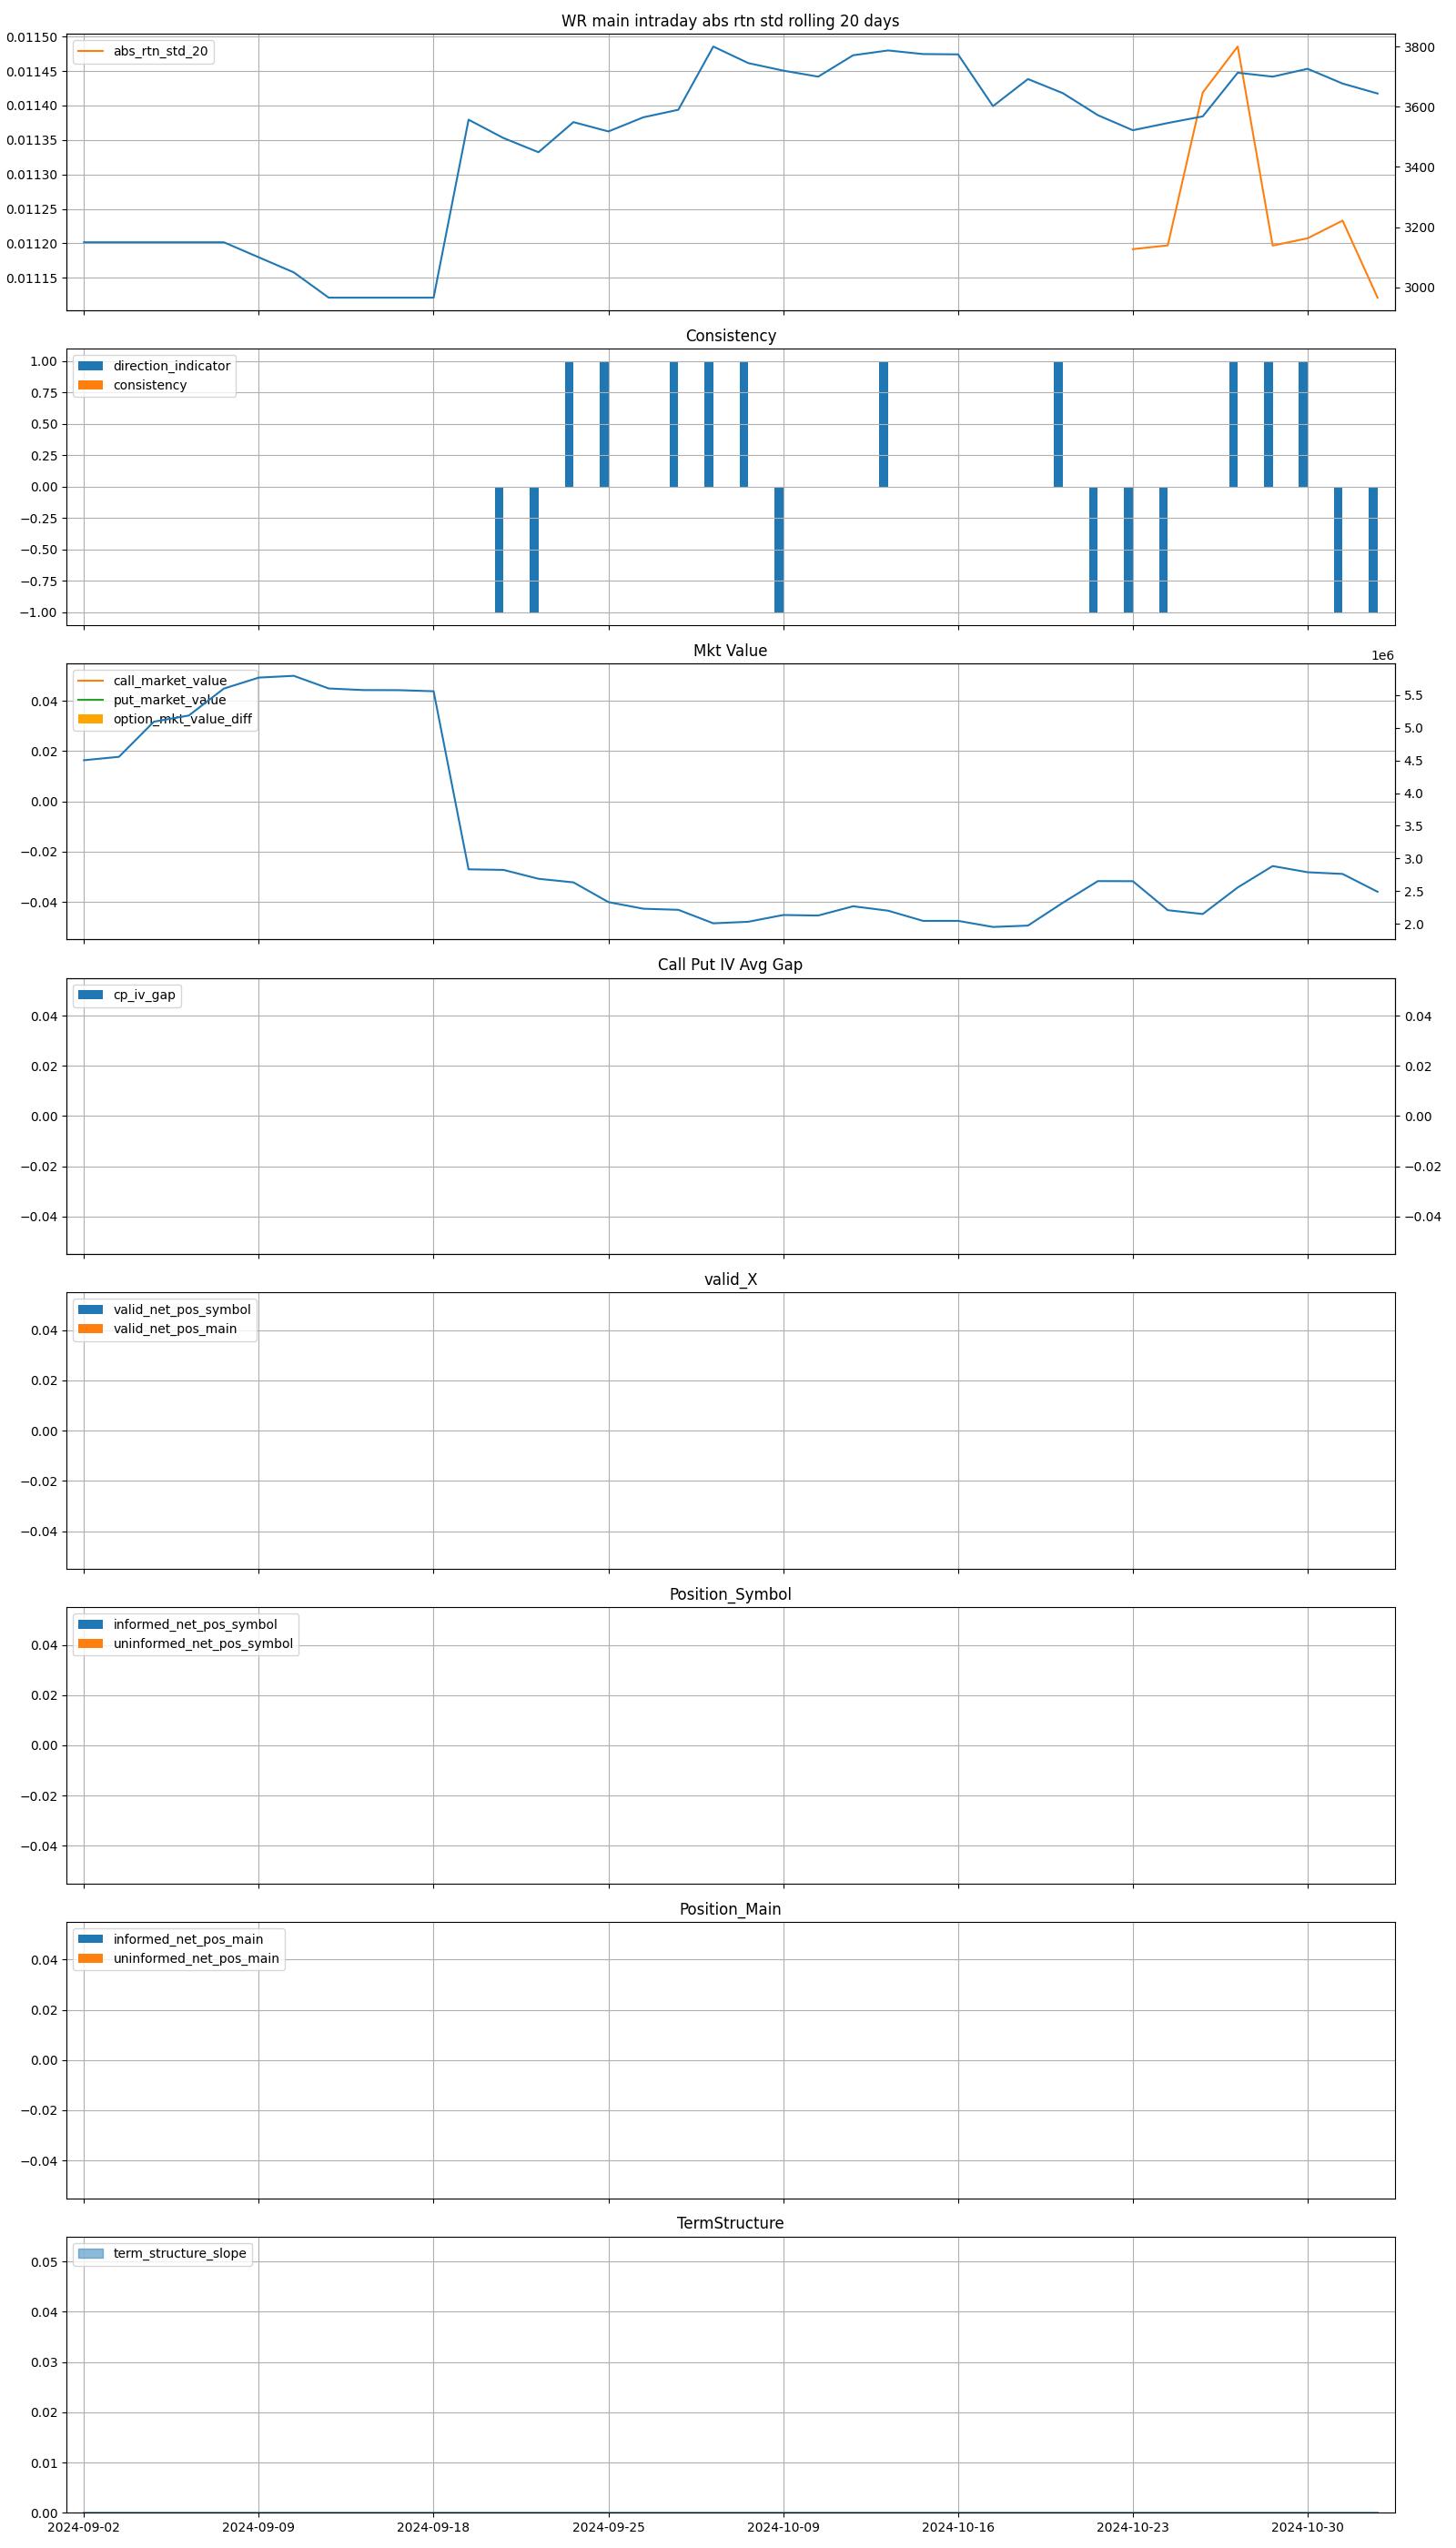 WR main intraday abs rtn std rolling 20 days
abs_rtn_std_20
0.01150
0.01145
0.01140
0.01135
0.01130
0.01125
0.01120
0.01115
3800
3600
3400
3200
3000
Consistency
direction_indicator
consistency
1.00
0.75
0.50
0.25
0.00
−0.25
−0.50
−0.75
−1.00
Mkt Value
1e6
call_market_value
put_market_value
option_mkt_value_diff
0.04
0.02
0.00
−0.02
−0.04
5.5
5.0
4.5
4.0
3.5
3.0
2.5
2.0
Call Put IV Avg Gap
cp_iv_gap
0.04
0.02
0.00
−0.02
−0.04
0.04
0.02
0.00
−0.02
−0.04
valid_X
valid_net_pos_symbol
valid_net_pos_main
0.04
0.02
0.00
−0.02
−0.04
Position_Symbol
informed_net_pos_symbol
uninformed_net_pos_symbol
0.04
0.02
0.00
−0.02
−0.04
Position_Main
informed_net_pos_main
uninformed_net_pos_main
0.04
0.02
0.00
−0.02
−0.04
TermStructure
term_structure_slope
0.05
0.04
0.03
0.02
0.01
0.00
2024-09-02 2024-09-09 2024-09-18 2024-09-25 2024-10-09 2024-10-16 2024-10-23 2024-10-30